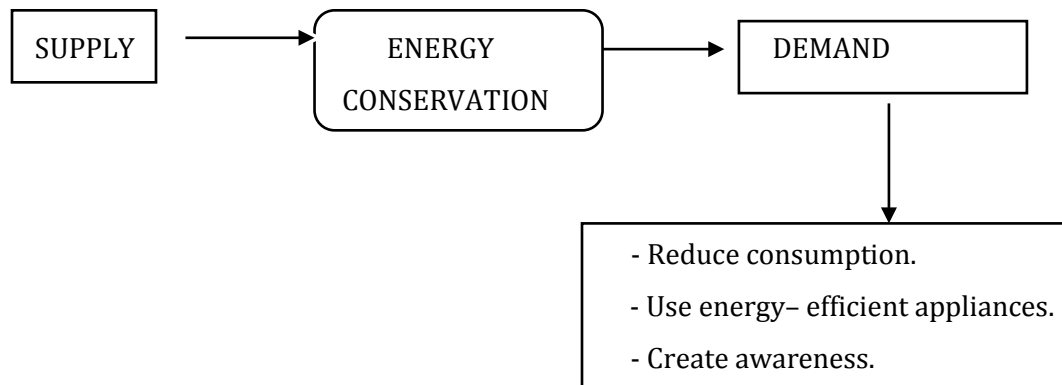 SUPPLY
ENERGY
CONSERVATION
DEMAND
- Reduce consumption.
- Use energy– efficient appliances.
- Create awareness.